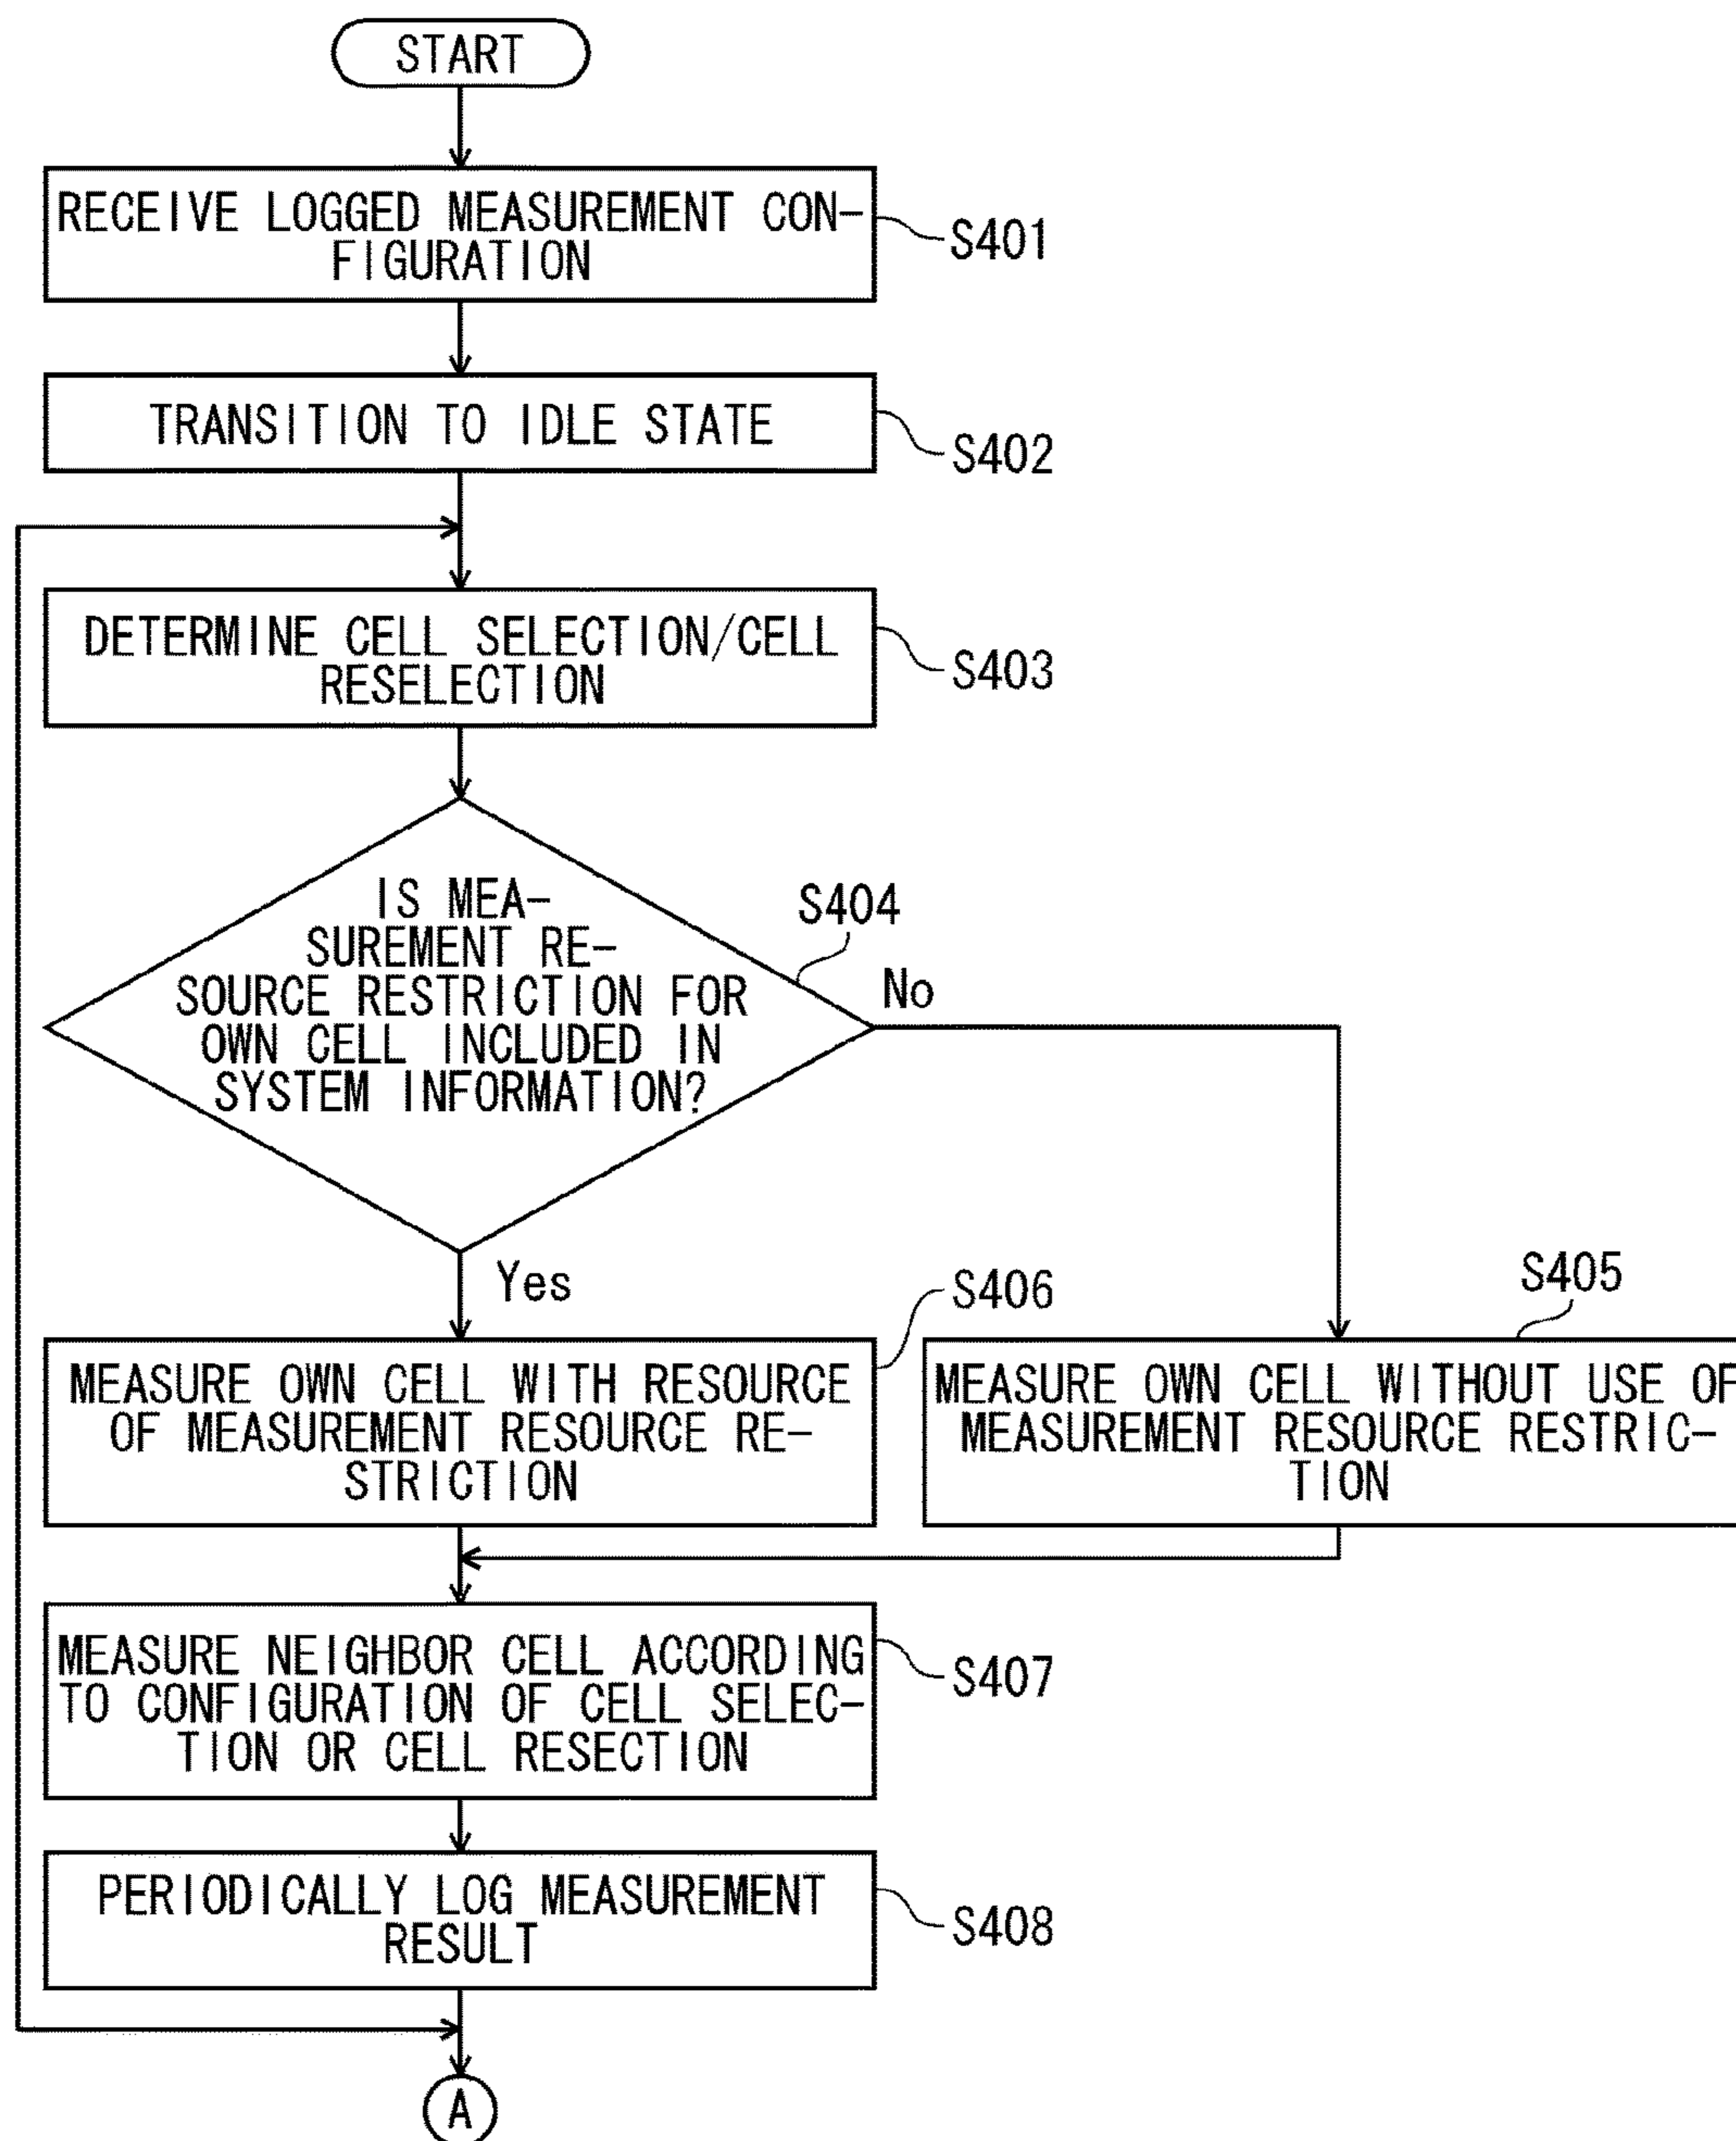 START
RECEIVE LOGGED MEASUREMENT CON-
FIGURATION
S401
TRANSITION TO IDLE STATE
S402
DETERMINE CELL SELECTION/CELL
RESELECTION
S403
IS MEA-
SUREMENT RE-
SOURCE RESTRICTION FOR
OWN CELL INCLUDED IN
SYSTEM INFORMATION?
S404
No
Yes
S406
MEASURE OWN CELL WITH RESOURCE
OF MEASUREMENT RESOURCE RE-
STRICTION
S405
MEASURE OWN CELL WITHOUT USE OF
MEASUREMENT RESOURCE RESTRIC-
TION
MEASURE NEIGHBOR CELL ACCORDING
TO CONFIGURATION OF CELL SELEC-
TION OR CELL RESECTION
S407
PERIODICALLY LOG MEASUREMENT
RESULT
S408
A